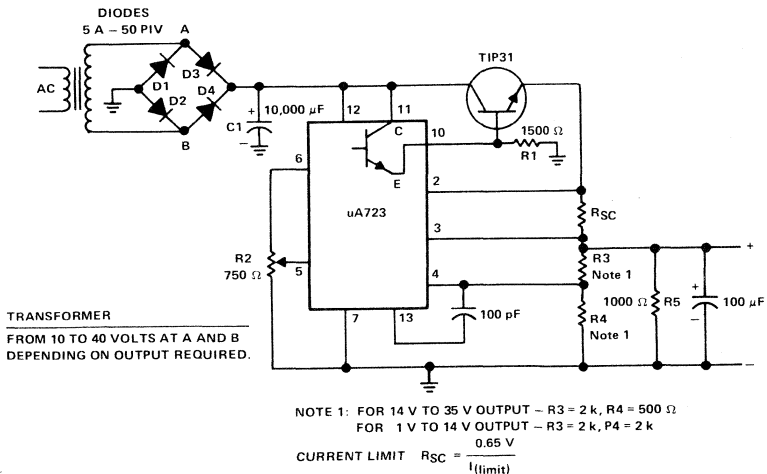 DIODES
5 A – 50 PIV
A
TIP31
AC
D1
D3
D2
D4
B
+
10,000 µF
C1
–
12
11
C
10
1500 Ω
R1
6
E
2
RSC
uA723
3
R2
750 Ω
5
4
R3
Note 1
+
1000 Ω
R5
+
100 µF
–
R4
Note 1
7
13
100 pF
–
TRANSFORMER
FROM 10 TO 40 VOLTS AT A AND B
DEPENDING ON OUTPUT REQUIRED.
NOTE 1: FOR 14 V TO 35 V OUTPUT – R3 = 2 k, R4 = 500 Ω
FOR 1 V TO 14 V OUTPUT – R3 = 2 k, P4 = 2 k
CURRENT LIMIT RSC = 0.65 V
I(limit)